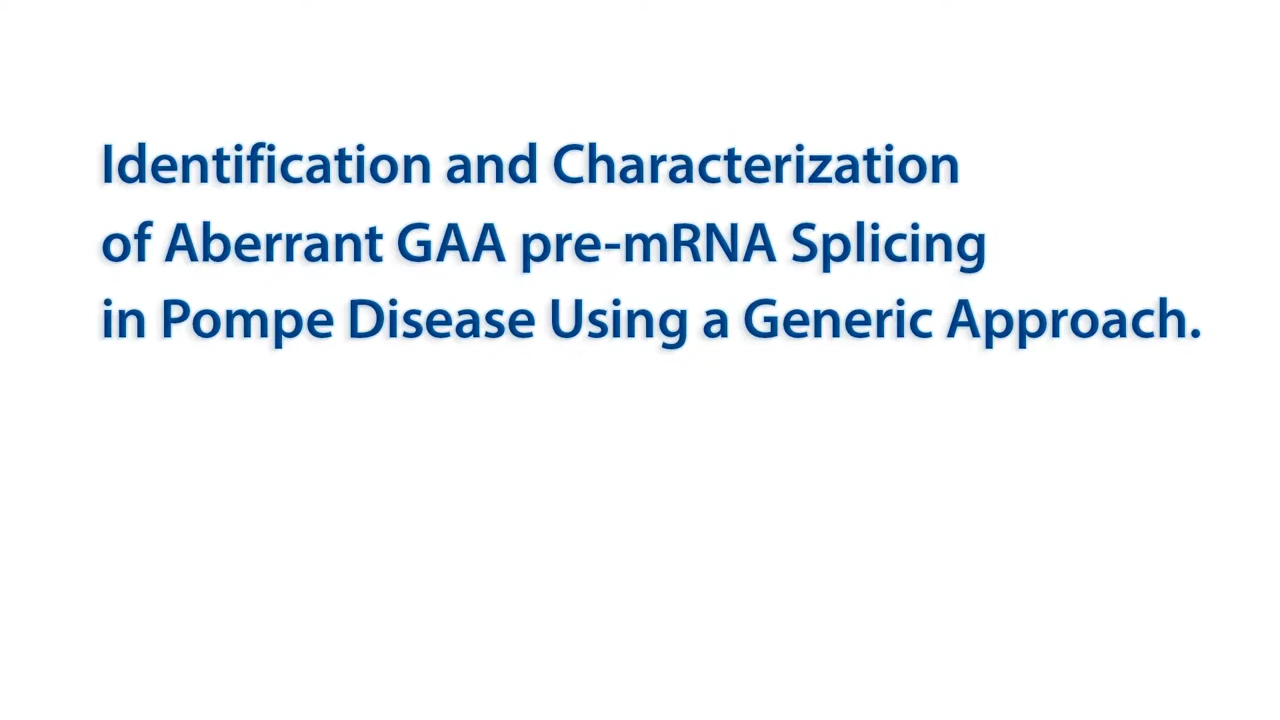 Identification and Characterization
of Aberrant GAA pre-mRNA Splicing
in Pompe Disease Using a Generic Approach.